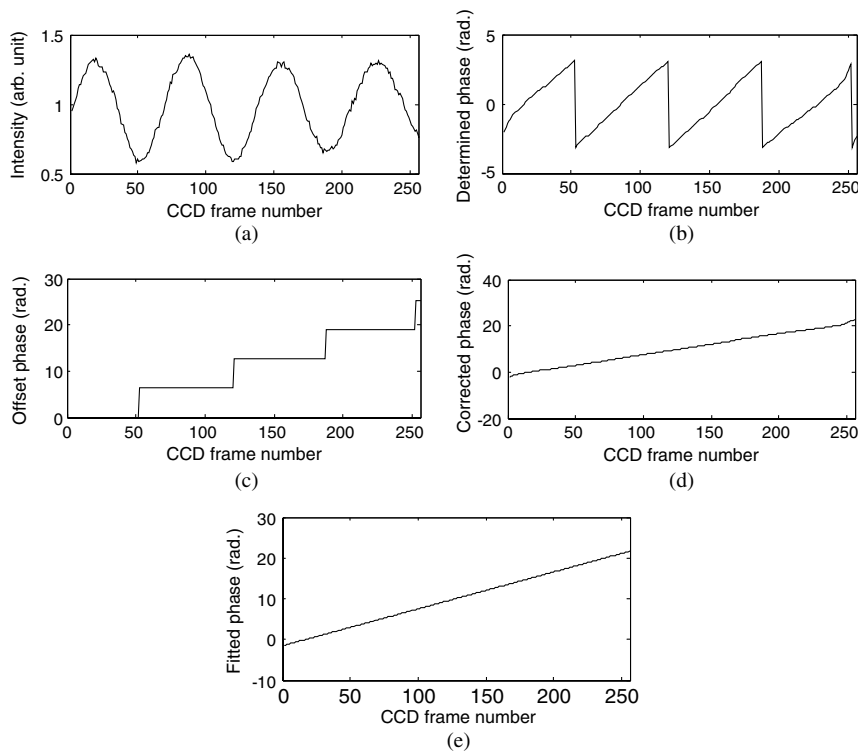 1.5
1
0.5
0 50 100 150 200 250
Intensity (arb. unit)
CCD frame number
(a)
5
0
-5
0 50 100 150 200 250
Determined phase (rad.)
CCD frame number
(b)
30
20
10
0
0 50 100 150 200 250
Offset phase (rad.)
CCD frame number
(c)
40
20
0
-20
0 50 100 150 200 250
Corrected phase (rad.)
CCD frame number
(d)
30
20
10
0
-10
0 50 100 150 200 250
Fitted phase (rad.)
CCD frame number
(e)